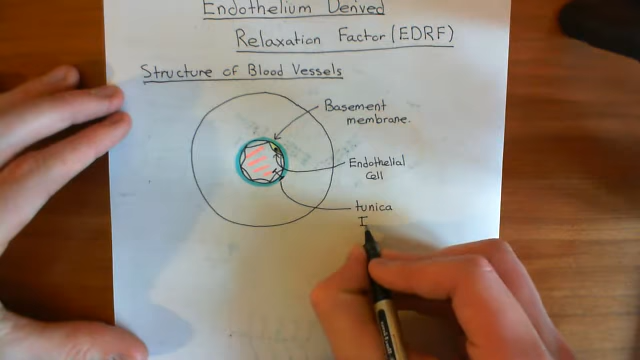 Endothelium Derived
Relaxation Factor (EDRF)
Structure of Blood Vessels
Basement
membrane.
Endothelial
Cell
tunica
I